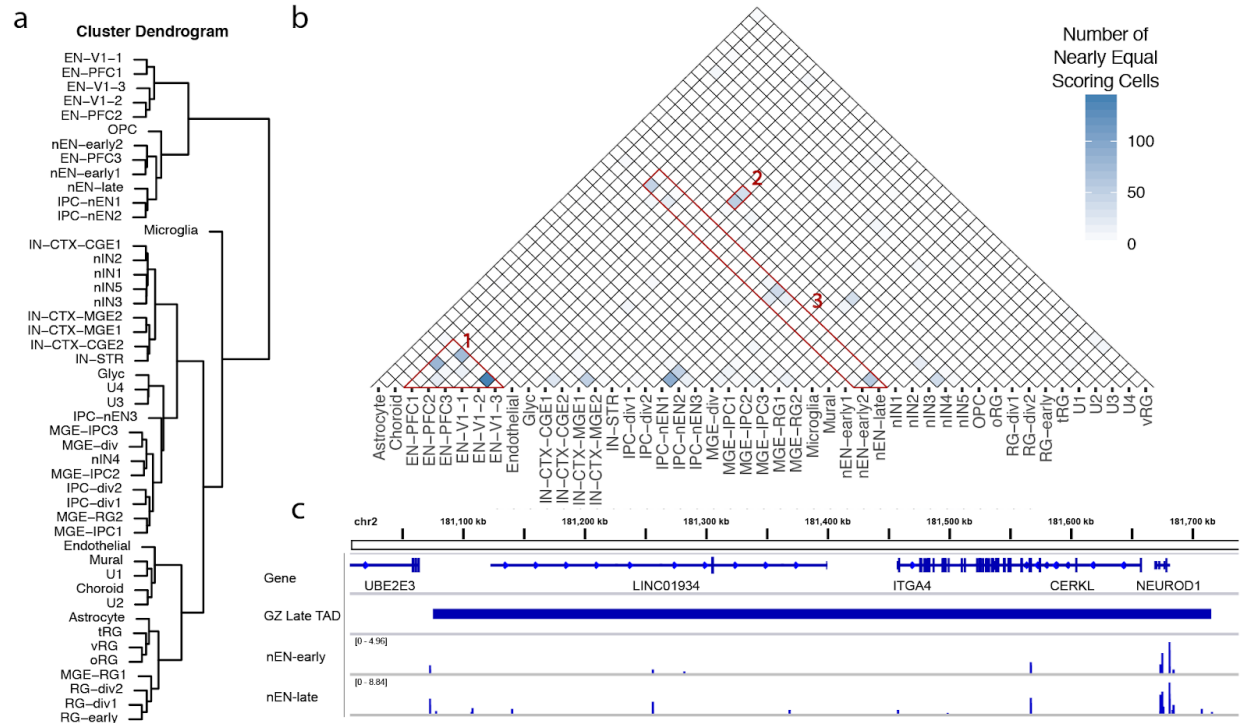 a
Cluster Dendrogram
EN−V1−1
EN−PFC1
EN−V1−3
EN−V1−2
EN−PFC2
OPC
nEN−early2
EN−PFC3
nEN−early1
nEN−late
IPC−nEN1
IPC−nEN2
Microglia
IN−CTX−CGE1
nIN2
nIN1
nIN5
nIN3
IN−CTX−MGE2
IN−CTX−MGE1
IN−CTX−CGE2
IN−STR
Glyc
U4
U3
IPC−nEN3
MGE−IPC3
MGE−div
nIN4
MGE−IPC2
IPC−div2
IPC−div1
MGE−RG2
MGE−IPC1
Endothelial
Mural
U1
Choroid
U2
Astrocyte
tRG
vRG
oRG
MGE−RG1
RG−div2
RG−div1
RG−early
b
Number of
Nearly Equal
Scoring Cells
100
50
0
1
2
3
Astrocyte
Choroid
EN−PFC1
EN−PFC2
EN−PFC3
EN−V1−1
EN−V1−2
EN−V1−3
Endothelial
Glyc
IN−CTX−CGE1
IN−CTX−CGE2
IN−CTX−MGE1
IN−CTX−MGE2
IN−STR
IPC−div1
IPC−div2
IPC−nEN1
IPC−nEN2
IPC−nEN3
MGE−div
MGE−IPC1
MGE−IPC2
MGE−IPC3
MGE−RG1
MGE−RG2
Microglia
Mural
nEN−early1
nEN−early2
nEN−late
nIN1
nIN2
nIN3
nIN4
nIN5
OPC
oRG
RG−div1
RG−div2
RG−early
tRG
U1
U2
U3
U4
vRG
c
chr2
181,100 kb
181,200 kb
181,300 kb
181,400 kb
181,500 kb
181,600 kb
181,700 kb
Gene
UBE2E3
LINC01934
ITGA4
CERKL
NEUROD1
GZ Late TAD
nEN-early
[0 - 4.96]
nEN-late
[0 - 8.84]